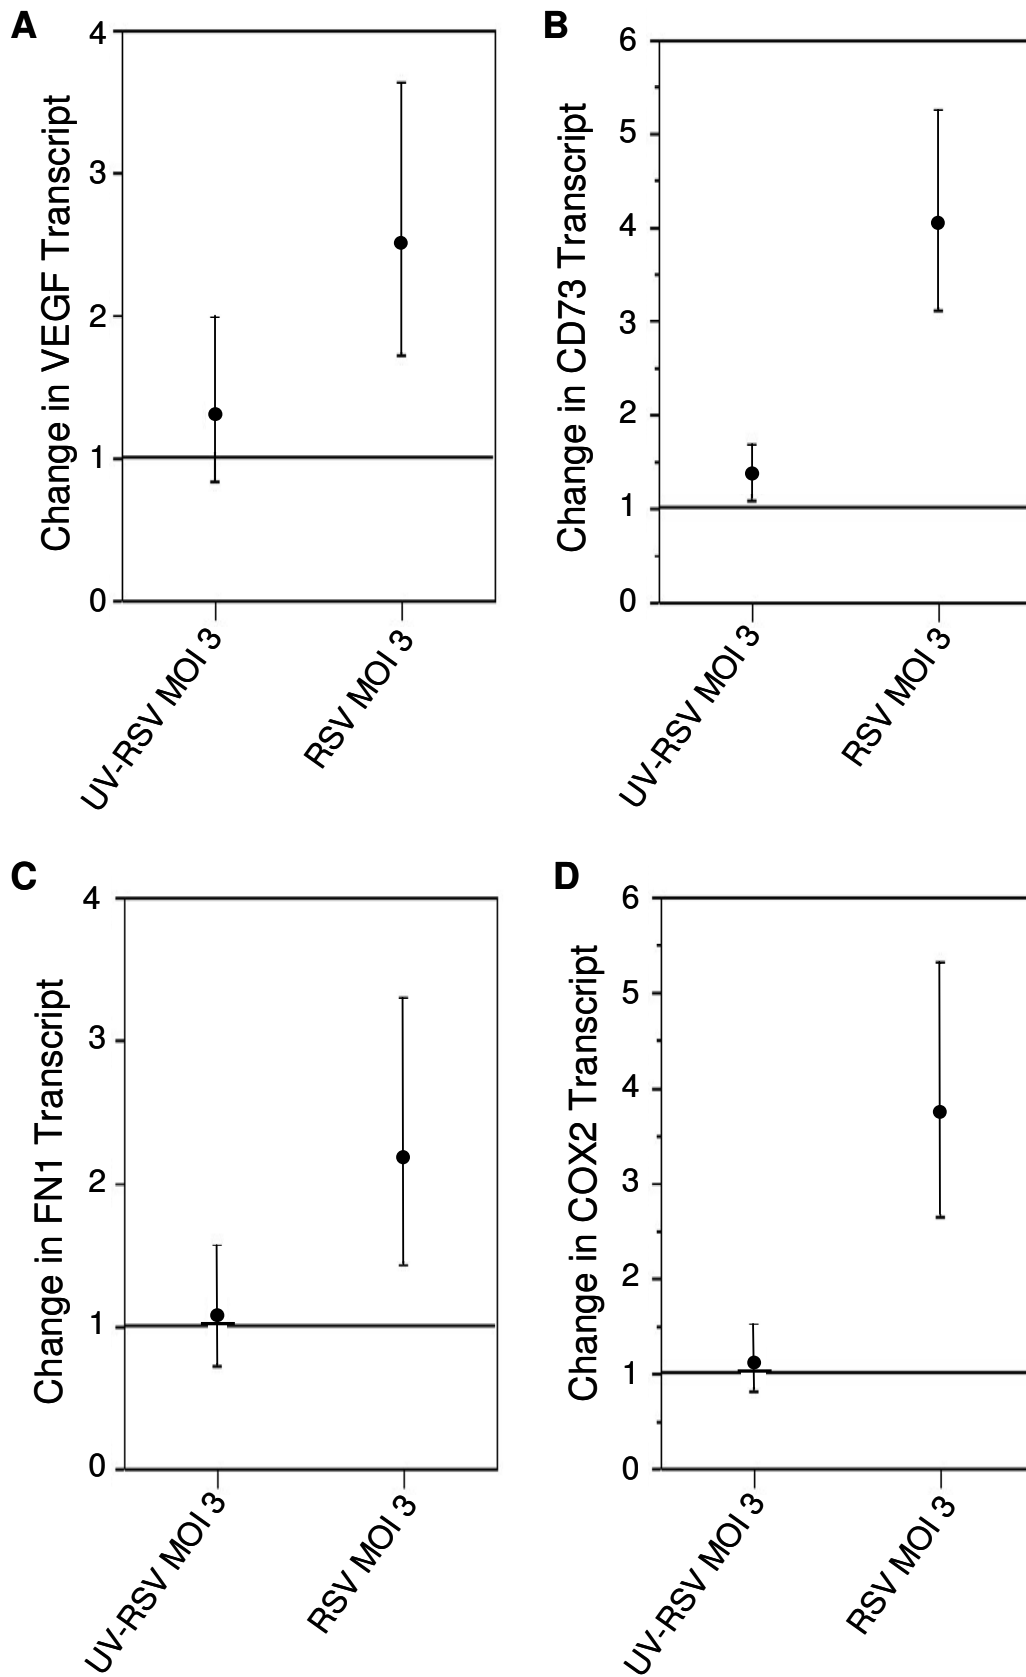 A
Change in VEGF Transcript
4
3
2
1
0
UV-RSV MOI 3
RSV MOI 3
B
Change in CD73 Transcript
6
5
4
3
2
1
0
UV-RSV MOI 3
RSV MOI 3
C
Change in FN1 Transcript
4
3
2
1
0
UV-RSV MOI 3
RSV MOI 3
D
Change in COX2 Transcript
6
5
4
3
2
1
0
UV-RSV MOI 3
RSV MOI 3